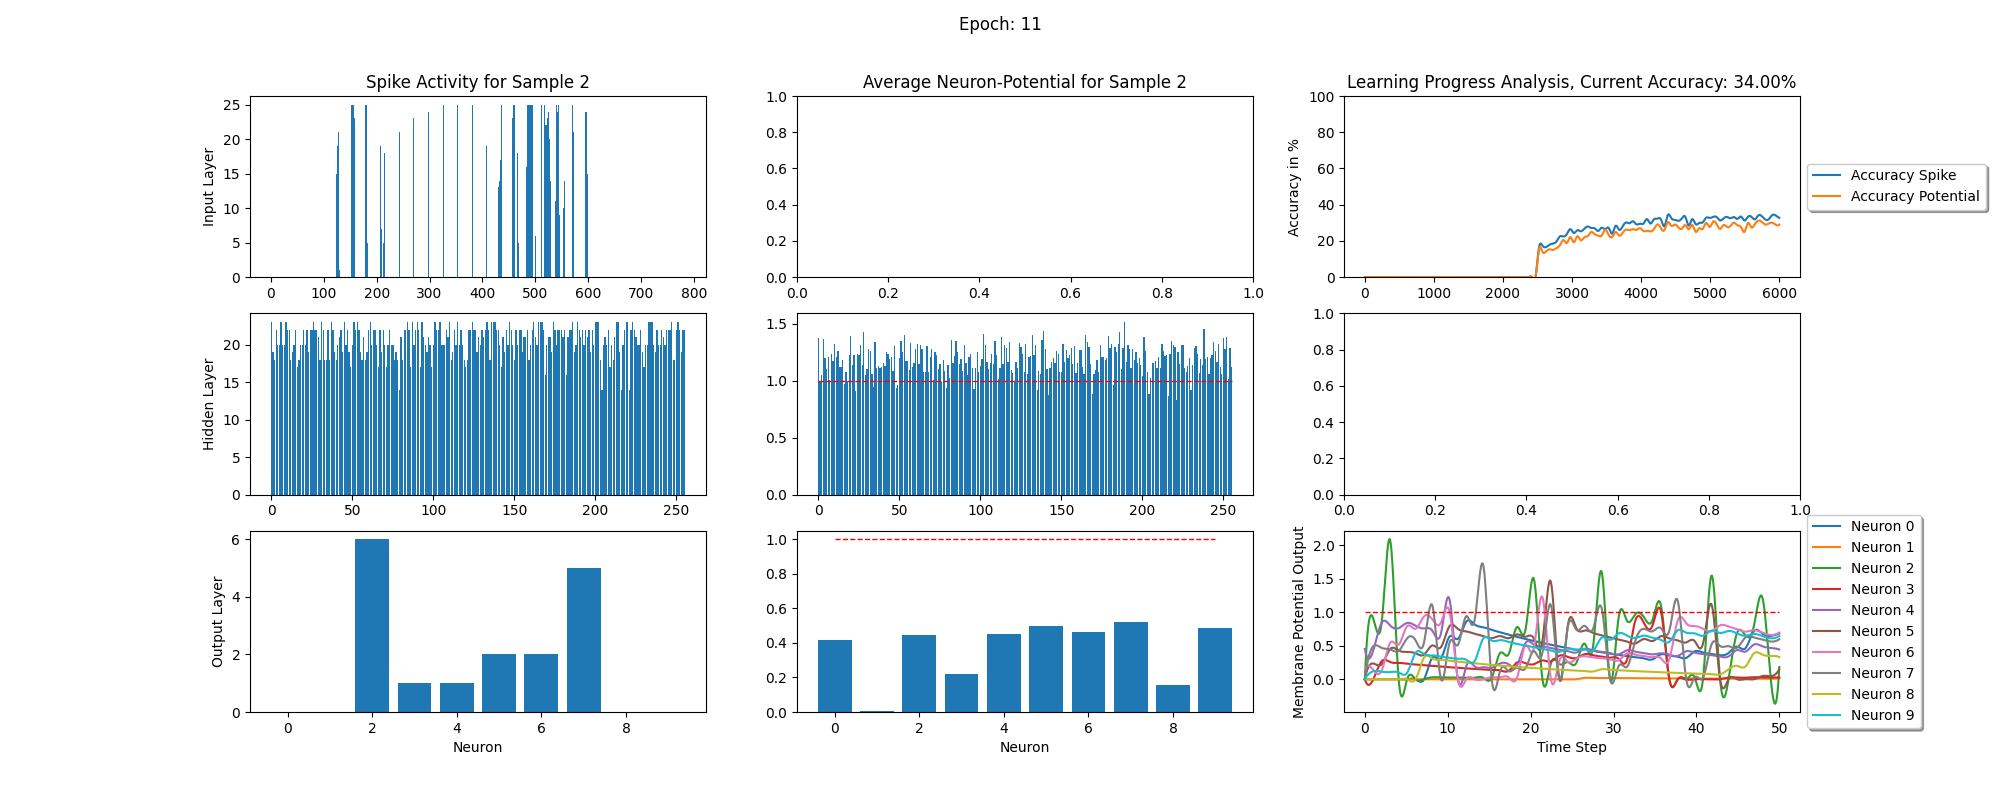 Epoch: 11
Spike Activity for Sample 2
Input Layer
25
20
15
10
5
0
0 100 200 300 400 500 600 700 800
Average Neuron-Potential for Sample 2
1.0
0.8
0.6
0.4
0.2
0.0
0.0 0.2 0.4 0.6 0.8 1.0
Learning Progress Analysis, Current Accuracy: 34.00%
Accuracy in %
100
80
60
40
20
0
0 1000 2000 3000 4000 5000 6000
Accuracy Spike
Accuracy Potential
Hidden Layer
20
15
10
5
0
0 50 100 150 200 250
1.5
1.0
0.5
0.0
0 50 100 150 200 250
1.0
0.8
0.6
0.4
0.2
0.0
0.0 0.2 0.4 0.6 0.8 1.0
Output Layer
6
4
2
0
0 2 4 6 8
Neuron
1.0
0.8
0.6
0.4
0.2
0.0
0 2 4 6 8
Neuron
Membrane Potential Output
2.0
1.5
1.0
0.5
0.0
0 10 20 30 40 50
Time Step
Neuron 0
Neuron 1
Neuron 2
Neuron 3
Neuron 4
Neuron 5
Neuron 6
Neuron 7
Neuron 8
Neuron 9